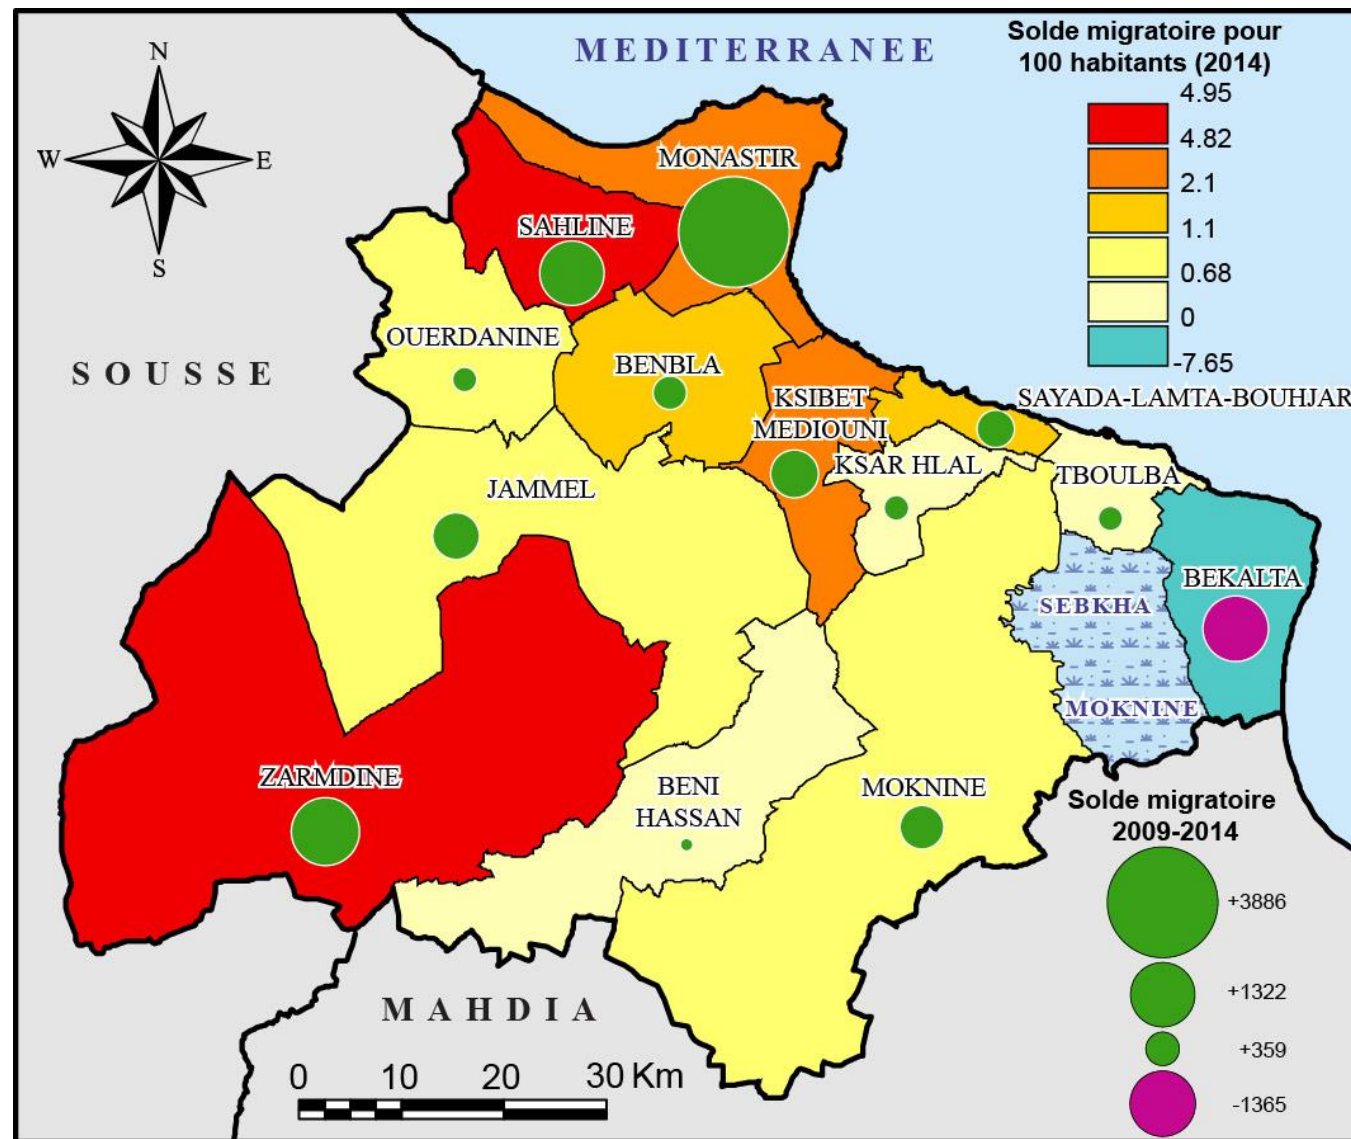 MEDITERRANEE
Solde migratoire pour
100 habitants (2014)
4.95
4.82
2.1
1.1
0.68
0
-7.65
N
W
E
S
MONASTIR
SAHLINE
OUERDANINE
BENBLA
SOUSSE
KSIBET
MEDIOUNI
SAYADA-LAMTA-BOUHJAR
KSAR HLAL
TBOULBA
JAMMEL
BEKALTA
SEBKHA
MOKNINE
ZARMDINE
BENI
HASSAN
MOKNINE
Solde migratoire
2009-2014
+3886
+1322
+359
-1365
MAHDIA
0 10 20 30 Km